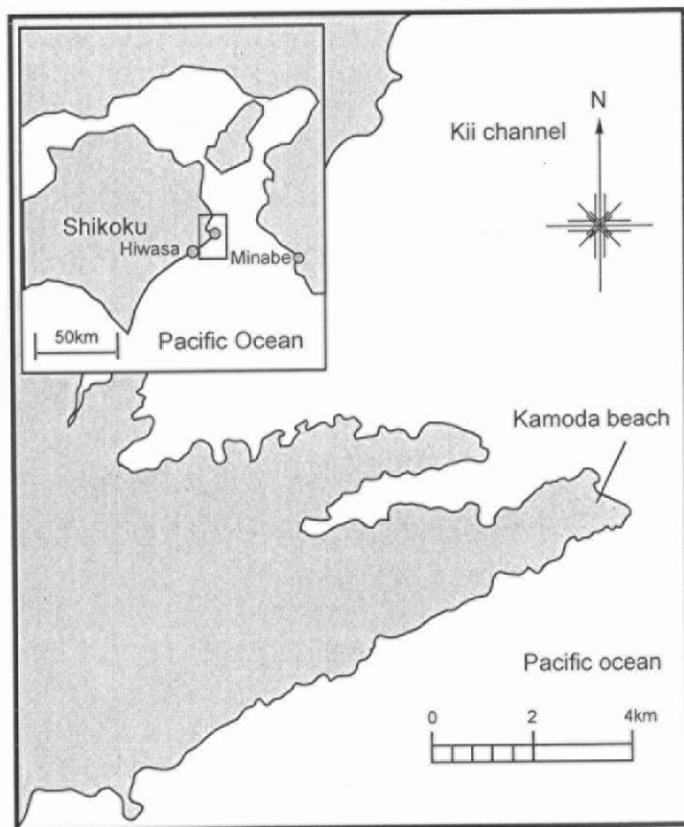 N
Kii channel
Shikoku
Hiwasa
Minabe
50km
Pacific Ocean
Kamoda beach
Pacific ocean
0 2 4km